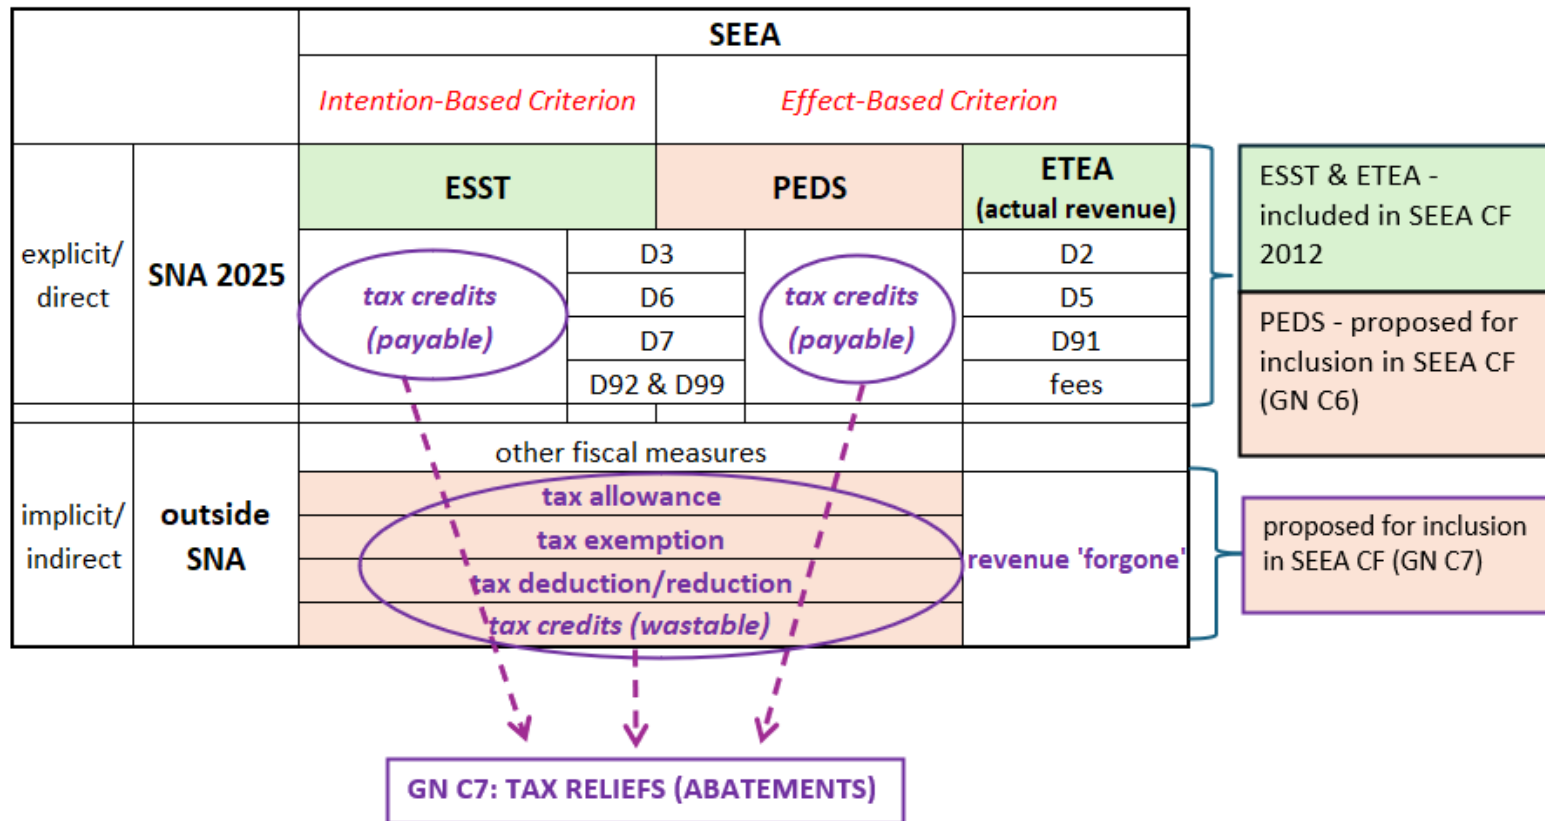 SEEA
Intention-Based Criterion
Effect-Based Criterion
explicit/
direct
SNA 2025
ESST
PEDS
ETEA
(actual revenue)
tax credits
(payable)
D3
D6
D7
D92 & D99
tax credits
(payable)
D2
D5
D91
fees
ESST & ETEA -
included in SEEA CF
2012
PEDS - proposed for
inclusion in SEEA CF
(GN C6)
implicit/
indirect
outside
SNA
other fiscal measures
tax allowance
tax exemption
tax deduction/reduction
tax credits (wastable)
revenue 'forgone'
proposed for inclusion
in SEEA CF (GN C7)
GN C7: TAX RELIEFS (ABATEMENTS)